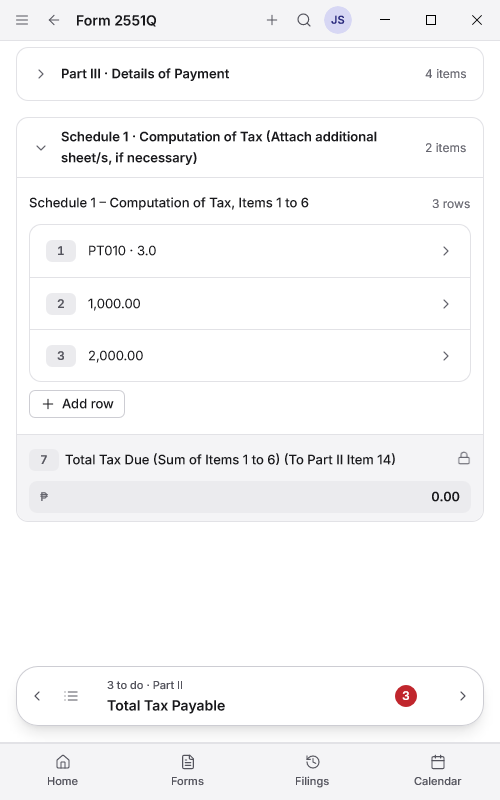 Form 2551Q
JS
Part III · Details of Payment
4 items
Schedule 1 · Computation of Tax (Attach additional
sheet/s, if necessary)
2 items
Schedule 1 – Computation of Tax, Items 1 to 6
3 rows
1 PT010 · 3.0
2 1,000.00
3 2,000.00
Add row
7 Total Tax Due (Sum of Items 1 to 6) (To Part II Item 14)
₱ 0.00
3 to do · Part II
Total Tax Payable
3
Home Forms Filings Calendar